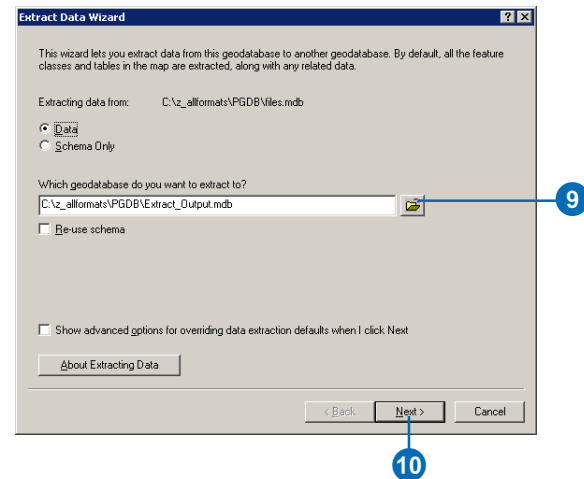 Extract Data Wizard
This wizard lets you extract data from this geodatabase to another geodatabase. By default, all the feature
classes and tables in the map are extracted, along with any related data.
Extracting data from: C:\z_allformats\PGDB\files.mdb
Data
Schema Only
Which geodatabase do you want to extract to?
C:\z_allformats\PGDB\Extract_Output.mdb
9
Re-use schema
Show advanced options for overriding data extraction defaults when I click Next
About Extracting Data
< Back Next > Cancel
10